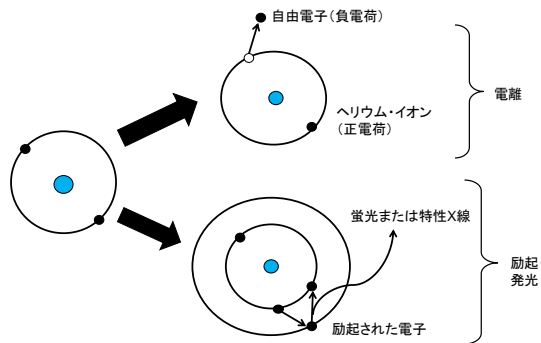 自由電子(負電荷)
電離
ヘリウム・イオン
(正電荷)
蛍光または特性X線
励起・
発光
励起された電子